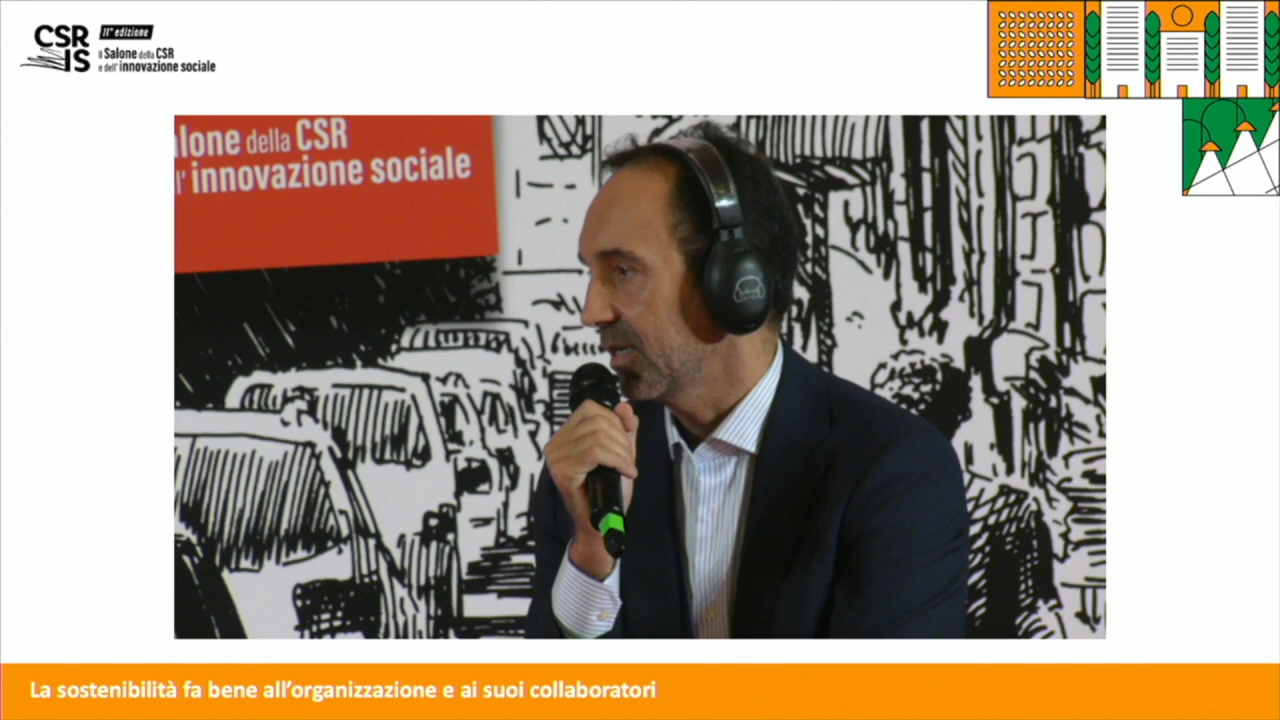 CSR
IS
11ª edizione
il Salone della CSR
e dell'innovazione sociale
alone della CSR
l'innovazione sociale
La sostenibilità fa bene all'organizzazione e ai suoi collaboratori